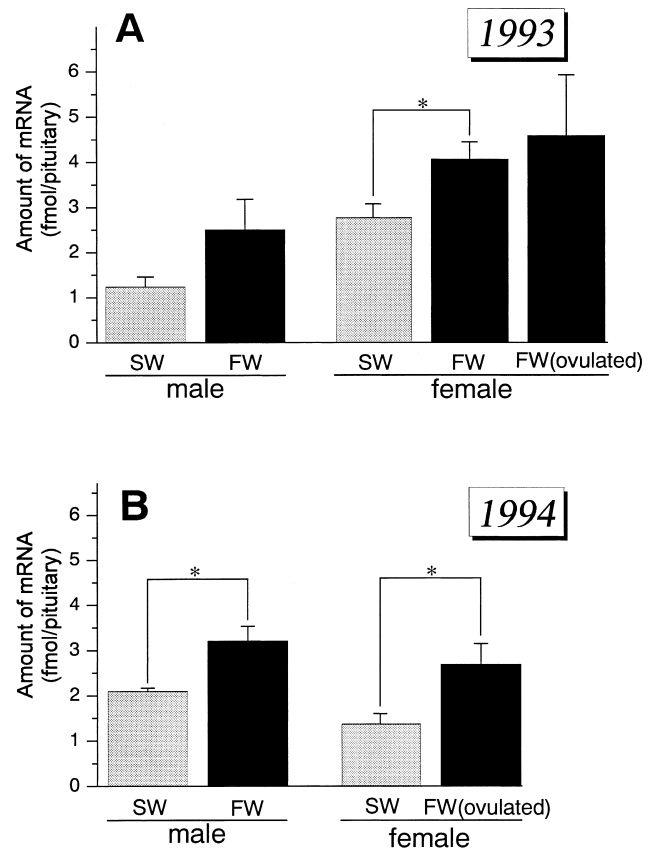 A
1993
Amount of mRNA
(fmol/pituitary)
6
5
4
3
2
1
0
*
SW FW SW FW FW(ovulated)
male female
B
1994
Amount of mRNA
(fmol/pituitary)
6
5
4
3
2
1
0
* *
SW FW SW FW(ovulated)
male female